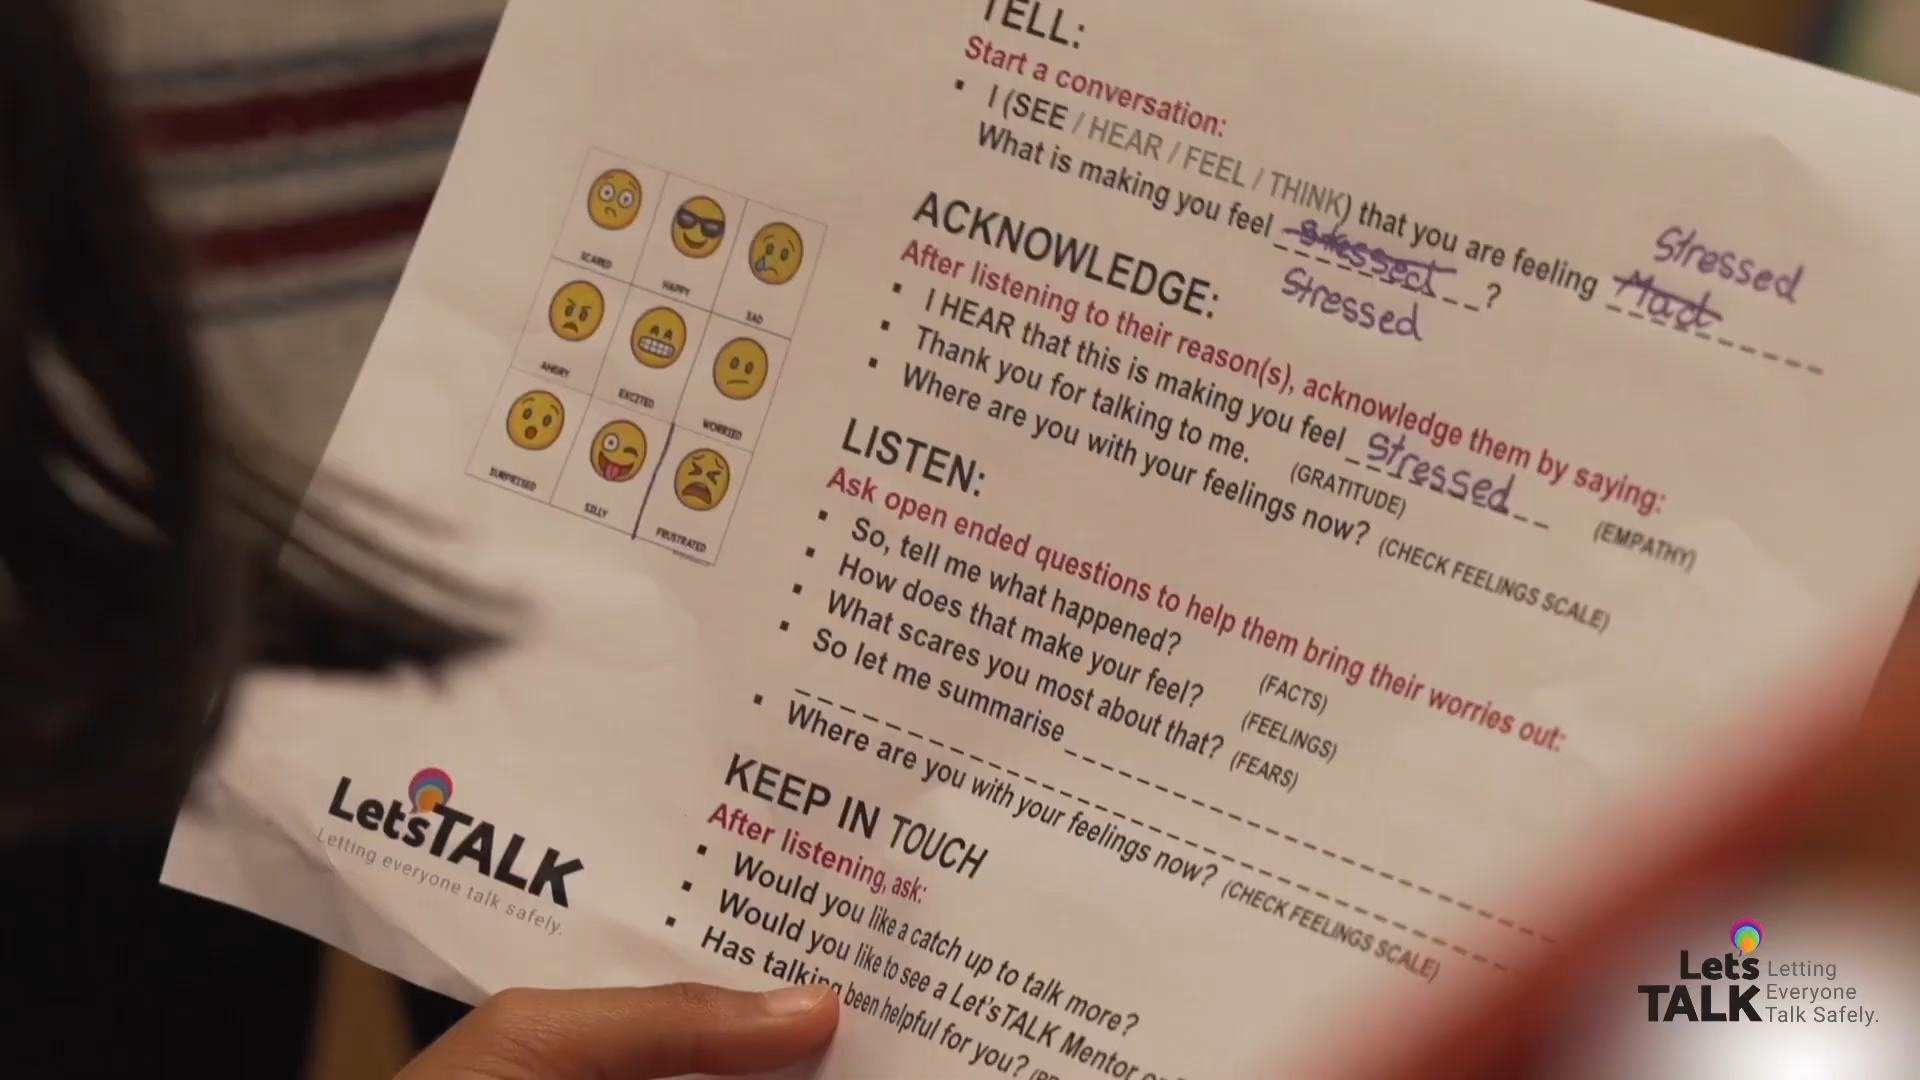 TELL:
Start a conversation:
▪ I (SEE / HEAR / FEEL / THINK) that you are feeling Mad Stressed
What is making you feel stressed ? Stressed
ACKNOWLEDGE:
After listening to their reason(s), acknowledge them by saying:
▪ I HEAR that this is making you feel Stressed (EMPATHY)
▪ Thank you for talking to me. (GRATITUDE)
▪ Where are you with your feelings now? (CHECK FEELINGS SCALE)
LISTEN:
Ask open ended questions to help them bring their worries out:
▪ So, tell me what happened? (FACTS)
▪ How does that make your feel? (FEELINGS)
▪ What scares you most about that? (FEARS)
▪ So let me summarise
▪ Where are you with your feelings now? (CHECK FEELINGS SCALE)
KEEP IN TOUCH
After listening, ask:
▪ Would you like a catch up to talk more?
▪ Would you like to see a Let'sTALK Mentor
▪ Has talking been helpful for you?
SCARED HAPPY SAD
ANGRY EXCITED WORRIED
SURPRISED SILLY FRUSTRATED
LetsTALK
Letting everyone talk safely.
Lets TALK
Letting
Everyone
Talk Safely.